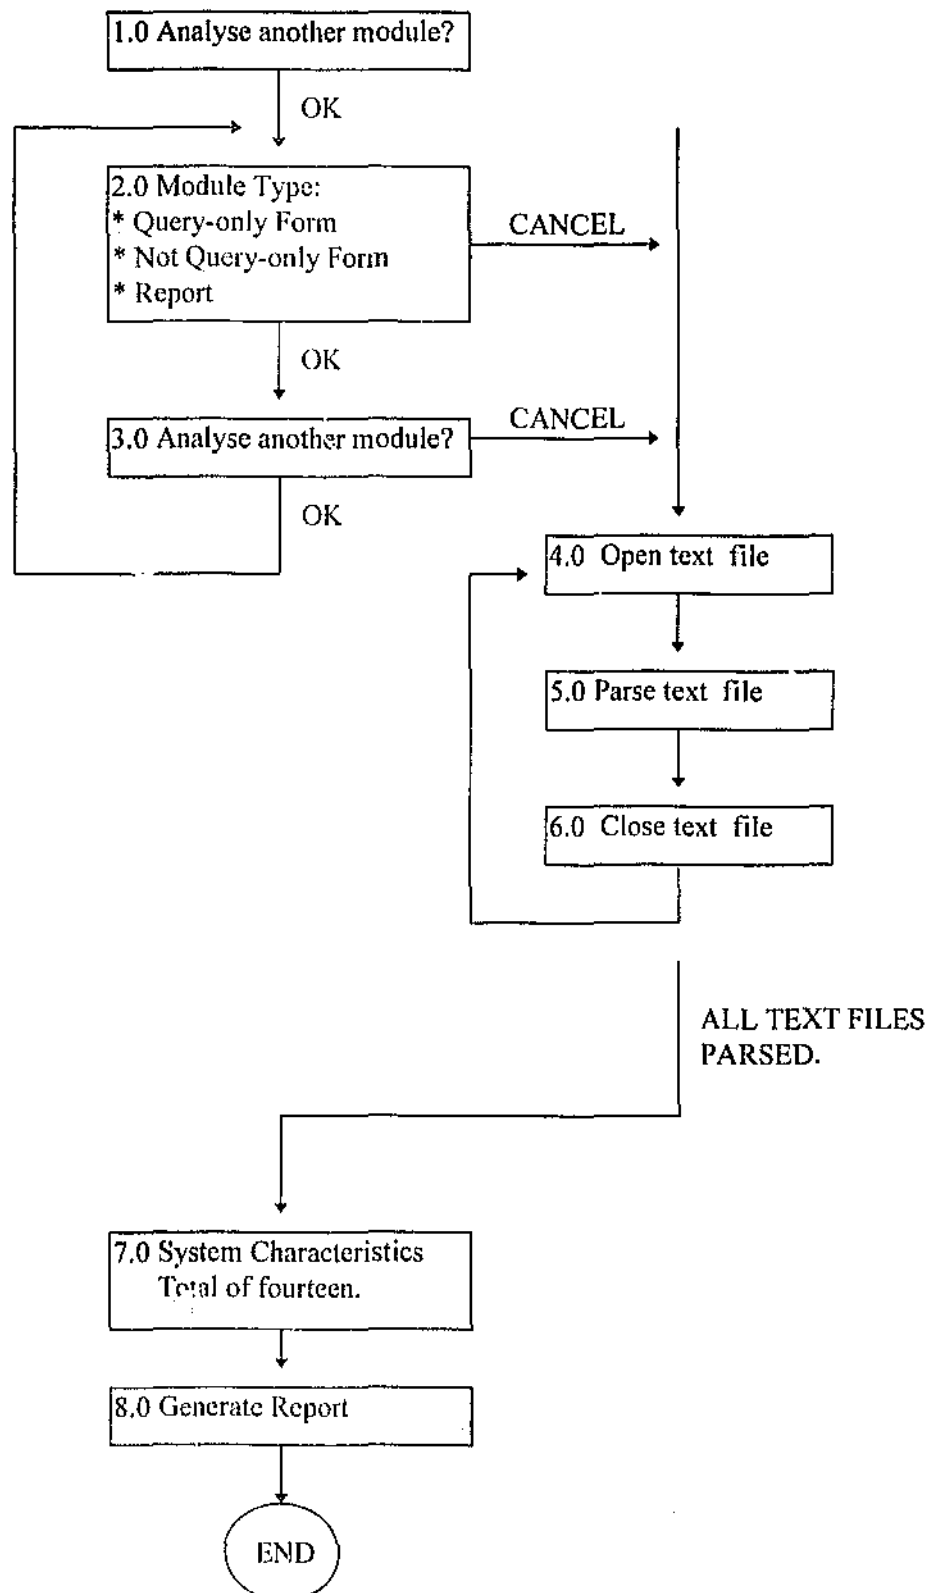 1.0 Analyse another module?
OK
2.0 Module Type:
* Query-only Form
* Not Query-only Form
* Report
CANCEL
OK
3.0 Analyse another module?
CANCEL
OK
4.0 Open text file
5.0 Parse text file
6.0 Close text file
ALL TEXT FILES
PARSED.
7.0 System Characteristics
Total of fourteen.
8.0 Generate Report
END